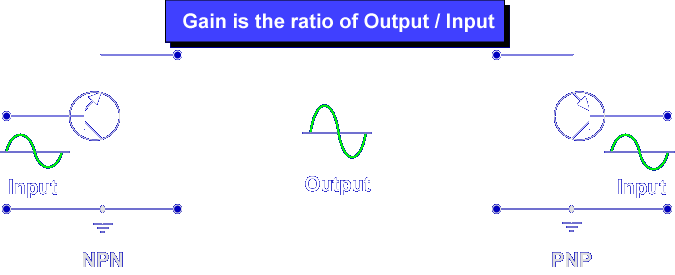 Gain is the ratio of Output / Input
Input
Output
Input
NPN
PNP